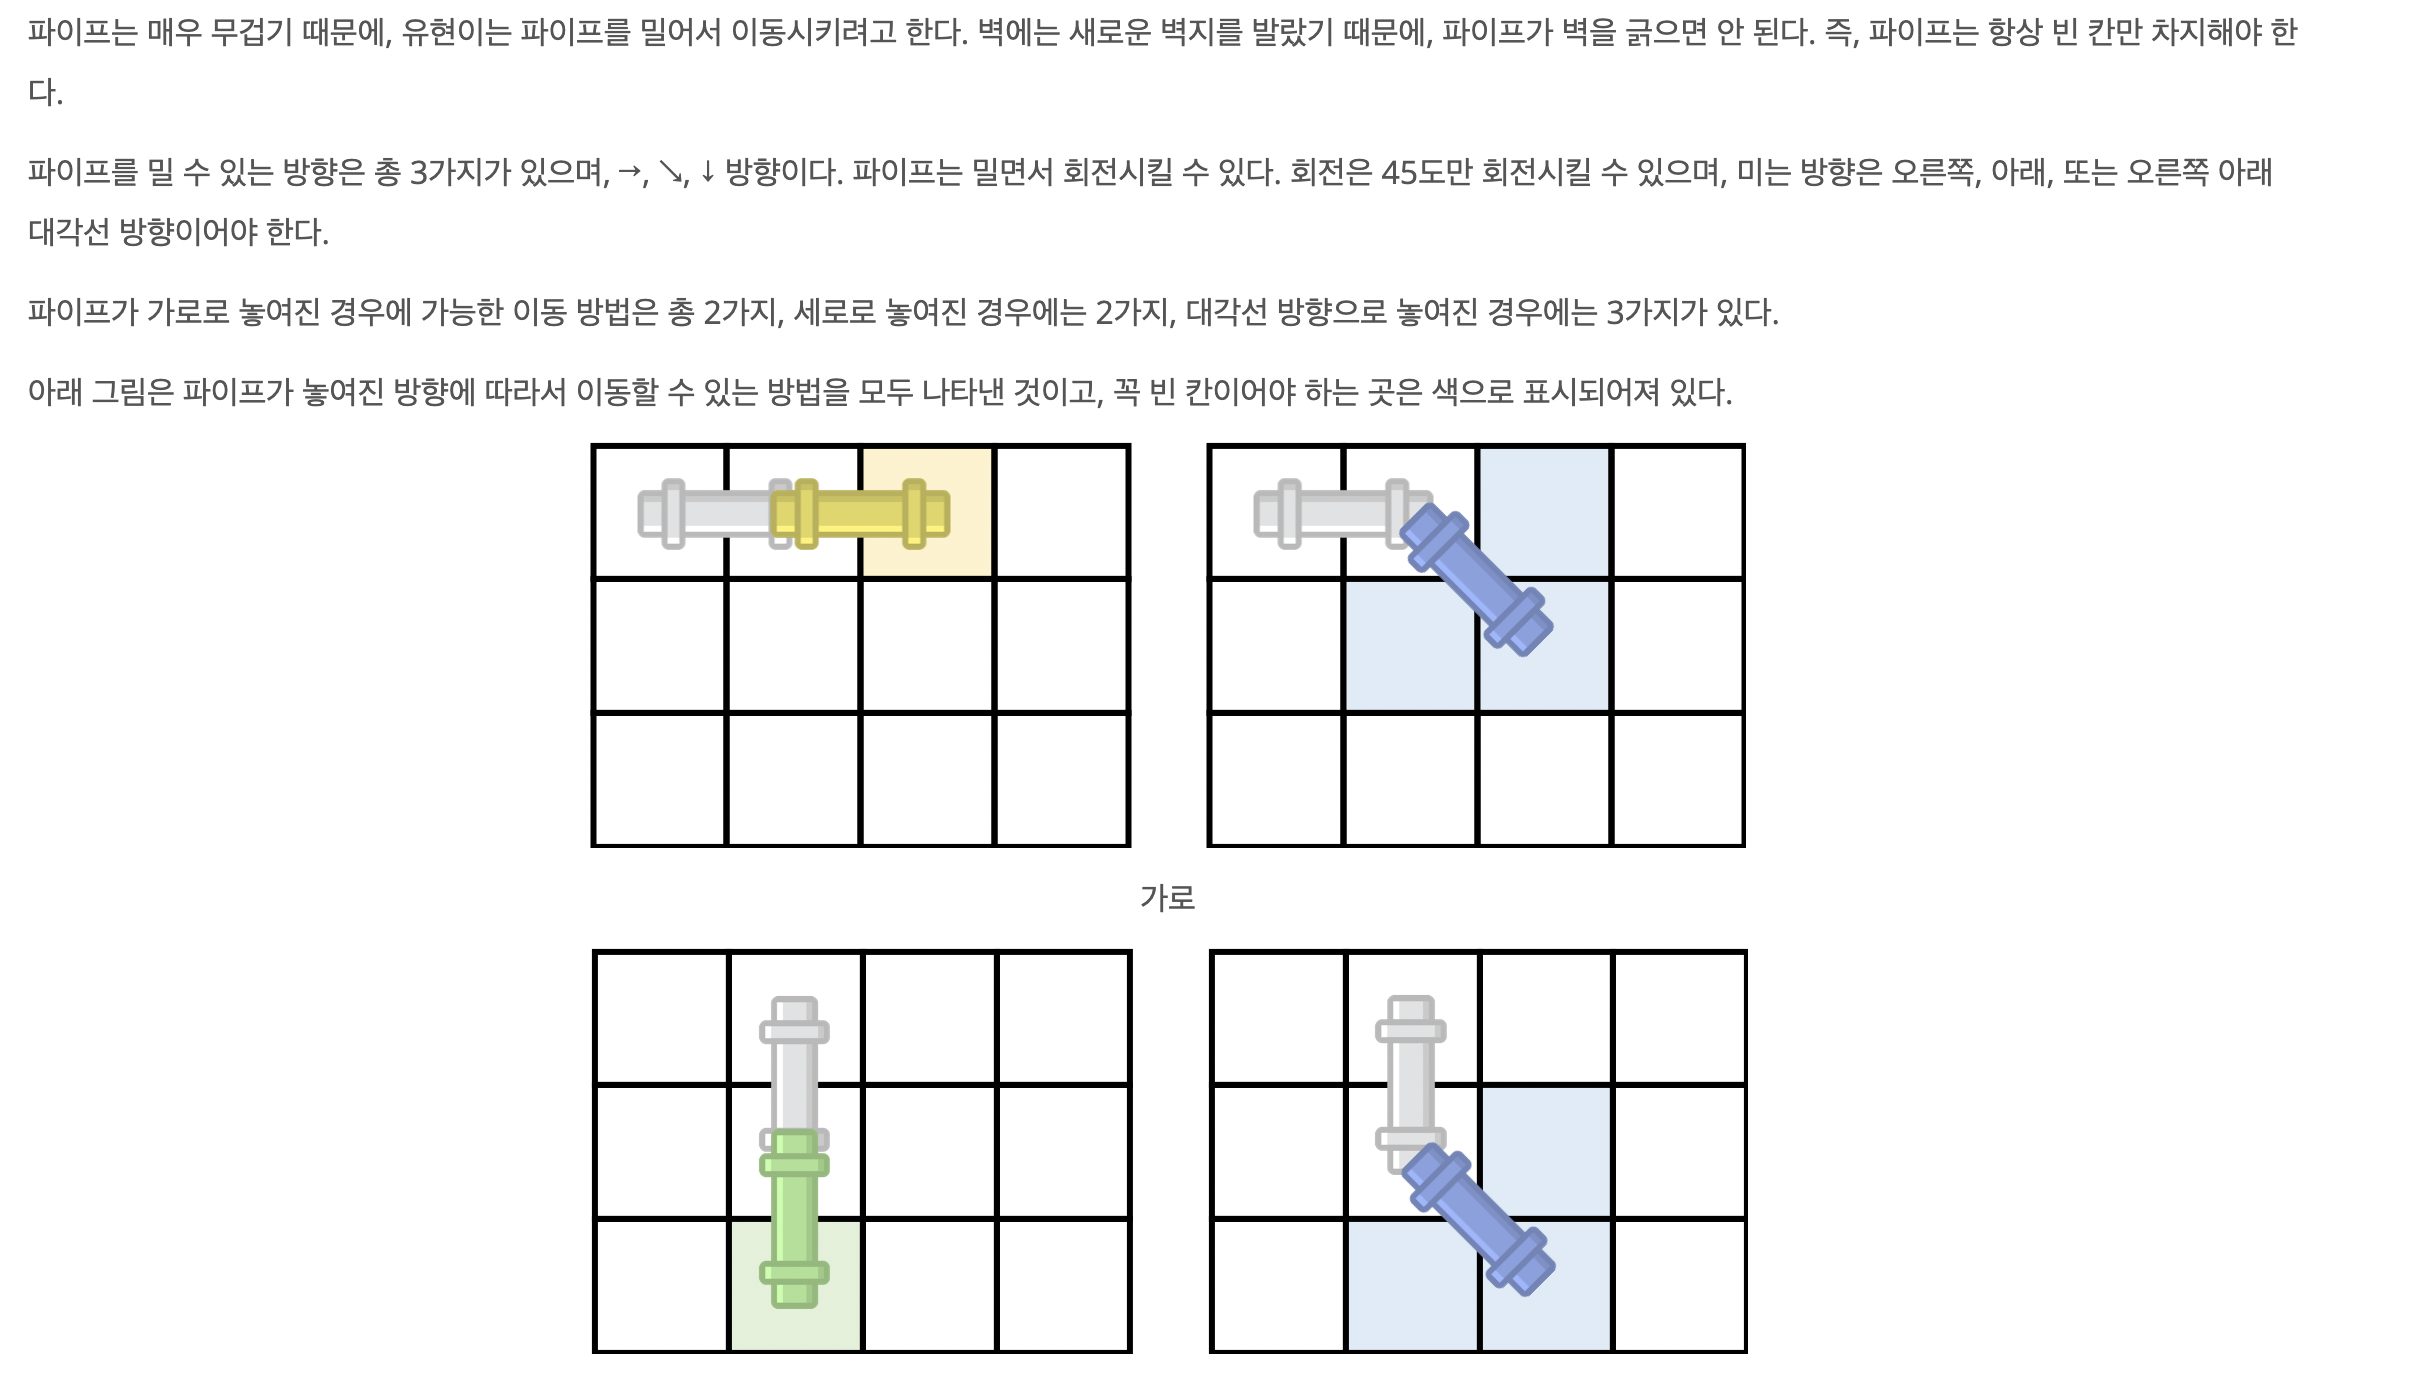 파이프는 매우 무겁기 때문에, 유현이는 파이프를 밀어서 이동시키려고 한다. 벽에는 새로운 벽지를 발랐기 때문에, 파이프가 벽을 긁으면 안 된다. 즉, 파이프는 항상 빈 칸만 차지해야 한
다.
파이프를 밀 수 있는 방향은 총 3가지가 있으며, →, ↘, ↓ 방향이다. 파이프는 밀면서 회전시킬 수 있다. 회전은 45도만 회전시킬 수 있으며, 미는 방향은 오른쪽, 아래, 또는 오른쪽 아래
대각선 방향이어야 한다.
파이프가 가로로 놓여진 경우에 가능한 이동 방법은 총 2가지, 세로로 놓여진 경우에는 2가지, 대각선 방향으로 놓여진 경우에는 3가지가 있다.
아래 그림은 파이프가 놓여진 방향에 따라서 이동할 수 있는 방법을 모두 나타낸 것이고, 꼭 빈 칸이어야 하는 곳은 색으로 표시되어져 있다.
가로